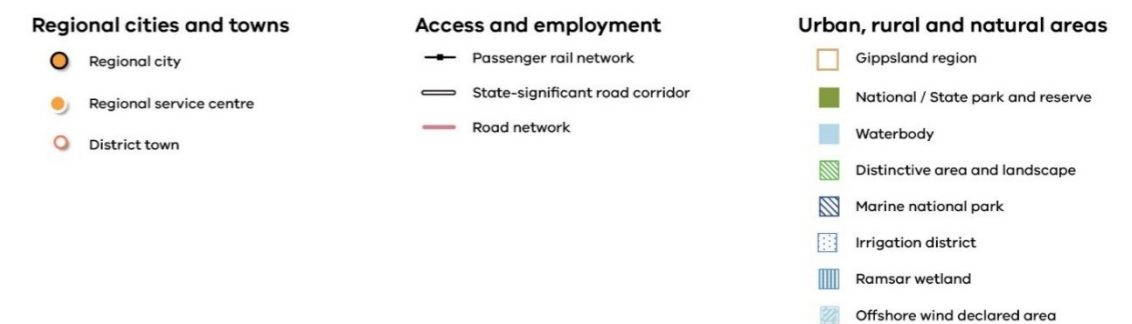 Regional cities and towns
Regional city
Regional service centre
District town
Access and employment
Passenger rail network
State-significant road corridor
Road network
Urban, rural and natural areas
Gippsland region
National / State park and reserve
Waterbody
Distinctive area and landscape
Marine national park
Irrigation district
Ramsar wetland
Offshore wind declared area